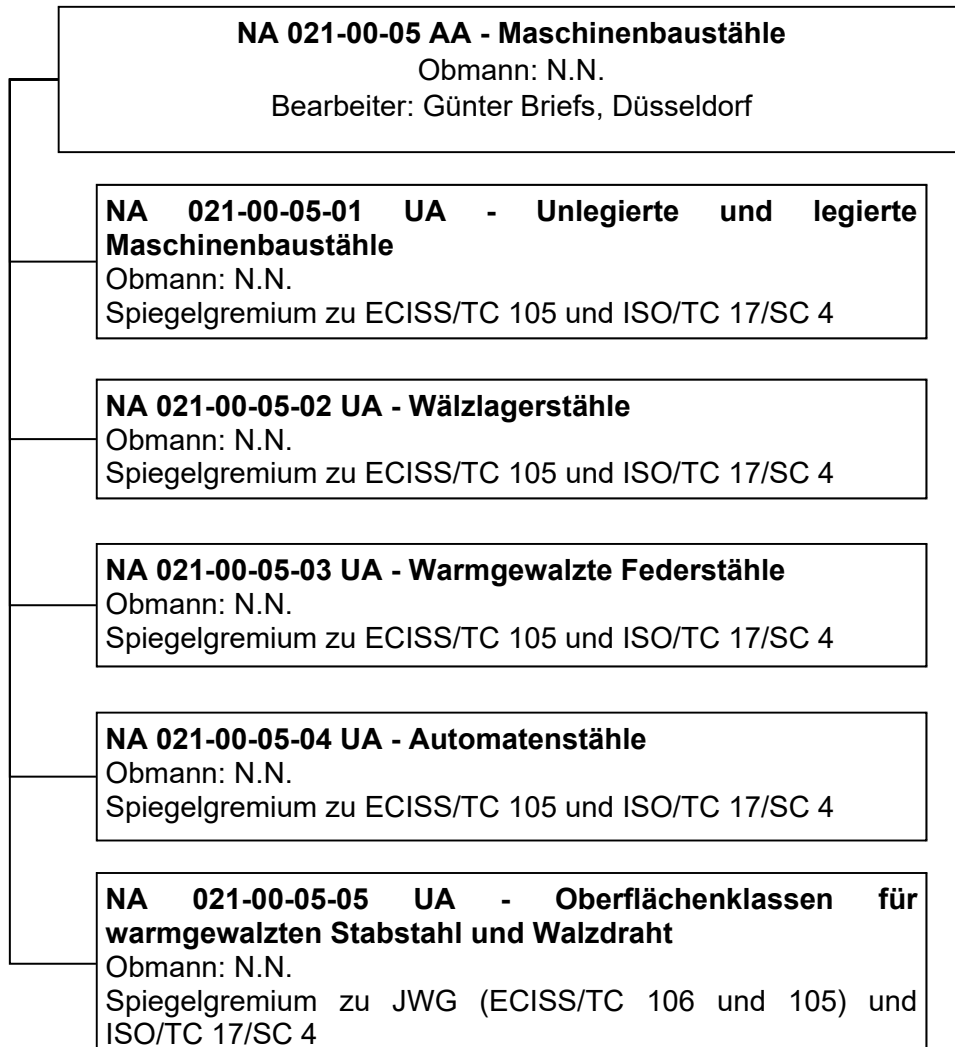 NA 021-00-05 AA - Maschinenbaustähle
Obmann: N.N.
Bearbeiter: Günter Briefs, Düsseldorf
NA 021-00-05-01 UA - Unlegierte und legierte
Maschinenbaustähle
Obmann: N.N.
Spiegelgremium zu ECISS/TC 105 und ISO/TC 17/SC 4
NA 021-00-05-02 UA - Wälzlagerstähle
Obmann: N.N.
Spiegelgremium zu ECISS/TC 105 und ISO/TC 17/SC 4
NA 021-00-05-03 UA - Warmgewalzte Federstähle
Obmann: N.N.
Spiegelgremium zu ECISS/TC 105 und ISO/TC 17/SC 4
NA 021-00-05-04 UA - Automatenstähle
Obmann: N.N.
Spiegelgremium zu ECISS/TC 105 und ISO/TC 17/SC 4
NA 021-00-05-05 UA - Oberflächenklassen für
warmgewalzten Stabstahl und Walzdraht
Obmann: N.N.
Spiegelgremium zu JWG (ECISS/TC 106 und 105) und
ISO/TC 17/SC 4